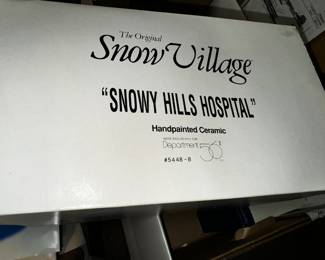 The Original
Snow Village
"SNOWY HILLS HOSPITAL"
Handpainted Ceramic
Department 56
#5448-8